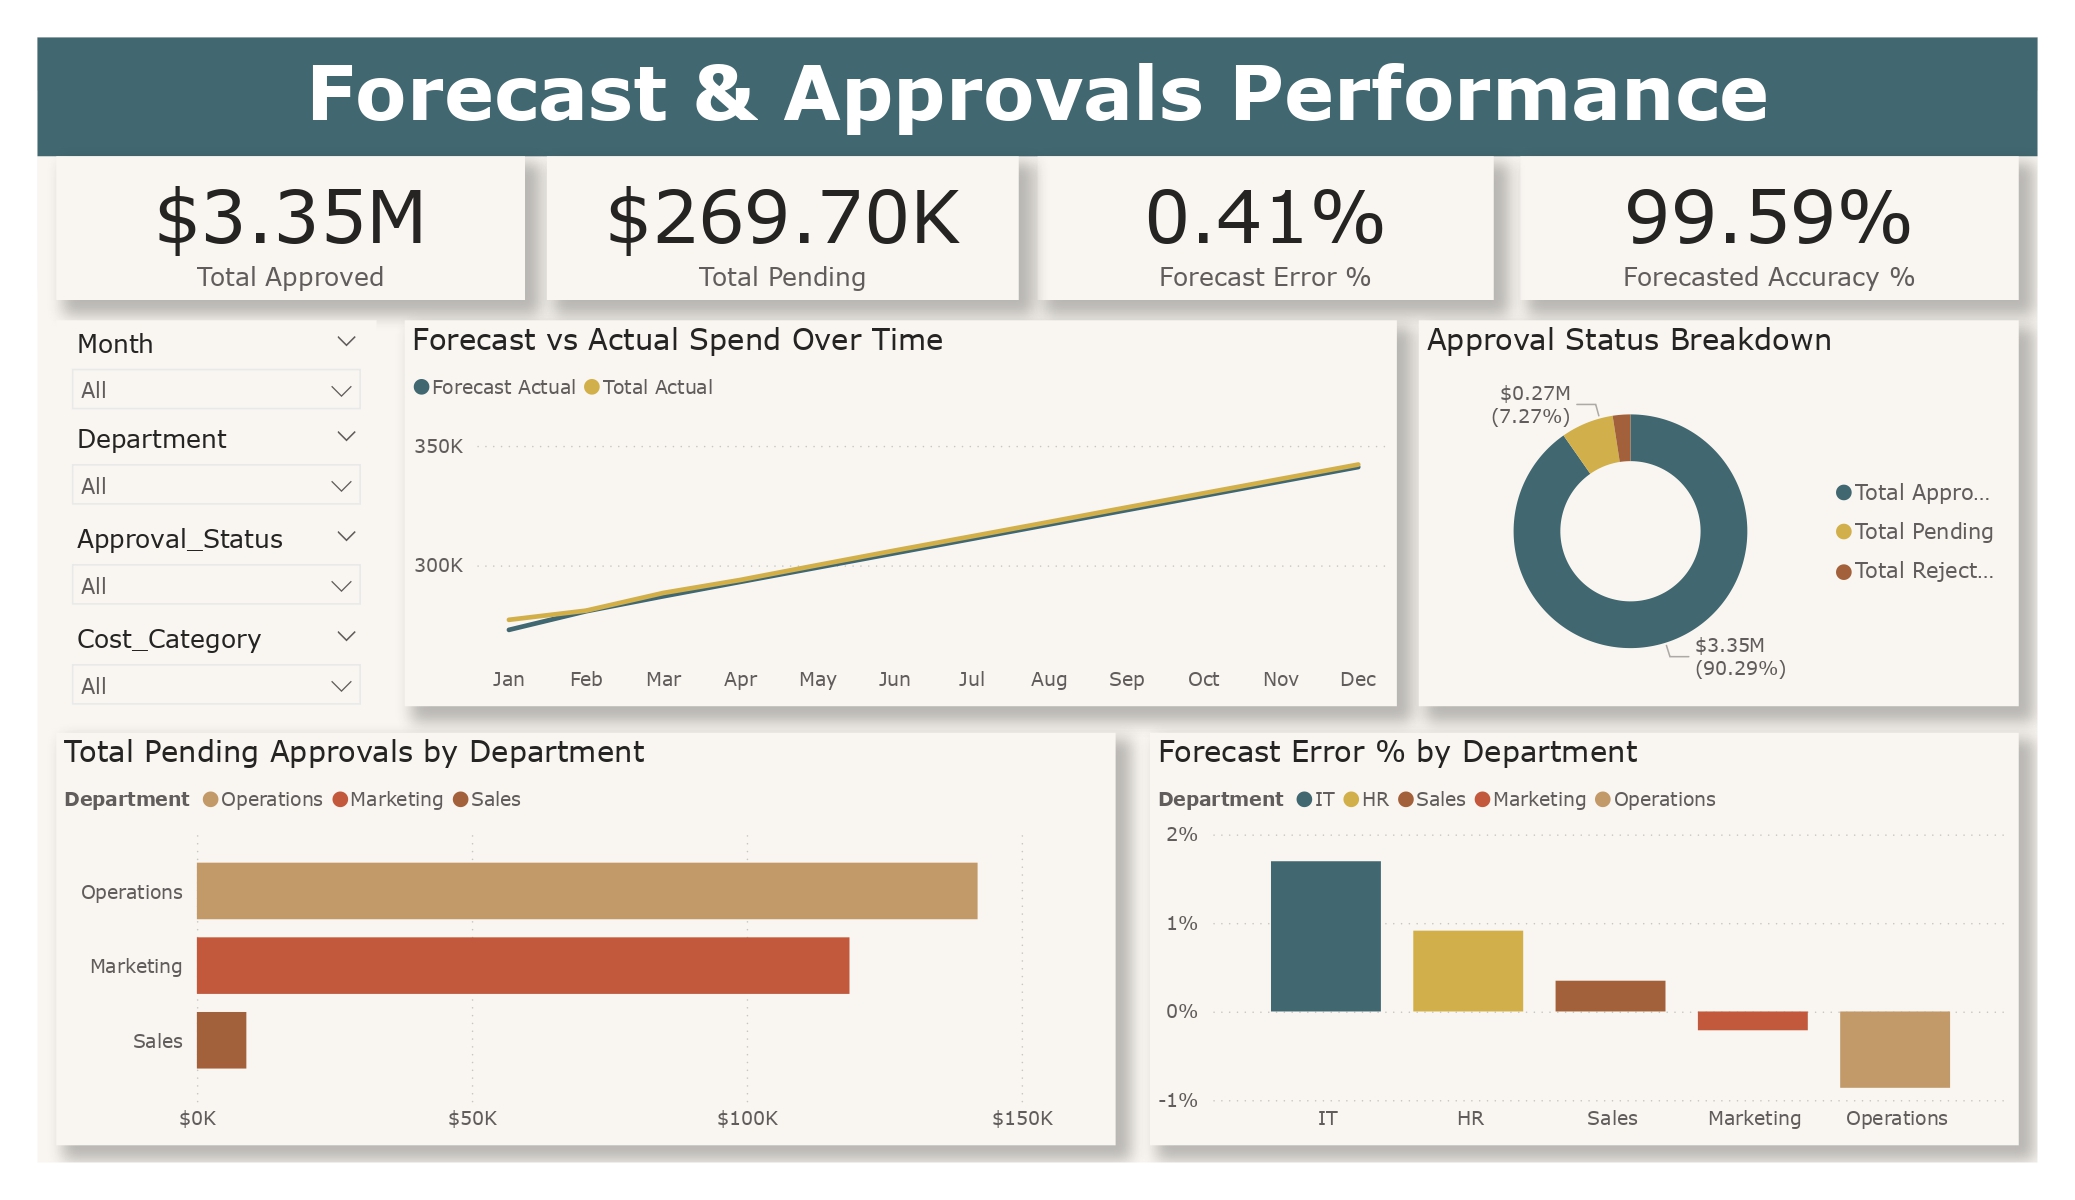 Forecast & Approvals Performance
$3.35M
Total Approved
$269.70K
Total Pending
0.41%
Forecast Error %
99.59%
Forecasted Accuracy %
Month
All
Department
All
Approval_Status
All
Cost_Category
All
Forecast vs Actual Spend Over Time
Forecast Actual Total Actual
350K
300K
Jan Feb Mar Apr May Jun Jul Aug Sep Oct Nov Dec
Approval Status Breakdown
$0.27M
(7.27%)
Total Appro...
Total Pending
Total Reject...
$3.35M
(90.29%)
Total Pending Approvals by Department
Department Operations Marketing Sales
Operations
Marketing
Sales
$0K $50K $100K $150K
Forecast Error % by Department
Department IT HR Sales Marketing Operations
2%
1%
0%
-1%
IT HR Sales Marketing Operations